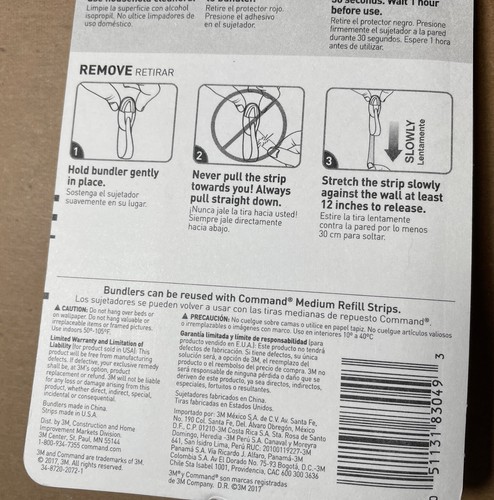 Limpie la superficie con alcohol
isopropil. No ultice limpiadores de
uso doméstico.
Retire el protector rojo.
Presione el adhesivo
en el sujetador.
30 seconds. Wait 1 hour
before use.
Retire el protector negro. Presione
firmemente el sujetador a la pared
durante 30 segundos. Espere 1 hora
antes de utilizar.
REMOVE RETIRAR
1
Hold bundler gently
in place.
Sostenga el sujetador
suavemente en su lugar.
2
Never pull the strip
towards you! Always
pull straight down.
¡Nunca jale la tira hacia usted!
Siempre jale directamente
hacia abajo.
SLOWLY
Lentamente
3
Stretch the strip slowly
against the wall at least
12 inches to release.
Estire la tira lentamente
contra la pared por lo menos
30 cm para soltar.
Bundlers can be reused with Command® Medium Refill Strips.
Los sujetadores se pueden volver a usar con las tiras medianas de repuesto Command®.
CAUTION: Do not hang over beds or
on wallpaper. Do not hang valuable or
irreplaceable items or framed pictures.
Use indoors 50°-105°F.
Limited Warranty and Limitation of
Liability (for product sold in USA): This
product will be free from manufacturing
defects. If defective, your exclusive remedy
shall be, at 3M's option, product
replacement or refund. 3M will not be liable
for any loss or damage arising from this
product, whether direct, indirect, special,
incidental or consequential.
Bundlers made in China.
Strips made in U.S.A.
Dist. by 3M, Construction and Home
Improvement Markets Division.
3M Center, St. Paul, MN 55144
1-800-934-7355 command.com
3M and Command are trademarks of 3M.
© 2017, 3M. All rights reserved.
34-8720-2072-1
PRECAUCIÓN: No cuelgue sobre camas o utilice en papel tapiz. No cuelgue artículos valiosos
o irremplazables o imágenes con marco. Uso en interiores 10º a 40ºC
Garantía limitada y límite de responsabilidad (para
producto vendido en E.U.A.): Este producto no tendrá
defectos de fabricación. Si tiene defectos, su única
solución será, a opción de 3M, el reemplazo del
producto o el rembolso del precio de compra. 3M no
será responsable de ninguna pérdida o daño que se
deriven de este producto, ya sea directos, indirectos,
especiales, fortuitos o resultantes.
Sujetadores fabricados en China.
Tiras fabricadas en Estados Unidos.
Importado por: 3M México S.A. de C.V. Av. Santa Fe,
No. 190 Col. Santa Fe, Del. Álvaro Obregón, México
D.F., C.P. 01210-3M Costa Rica S.A. Sta. Rosa de Santo
Domingo, Heredia -3M Perú S.A. Canaval y Moreyra
641, San Isidro Lima, Perú RUC: 20100119227-3M
Panamá S.A. Vía Ricardo J. Alfaro, Panamá-3M
Colombia S.A. Av El Dorado No. 75-93 Bogotá, D.C.-3M
Chile Sta Isabel 1001, Providencia, CAC 600 300 3636
3M® y Command® son marcas registradas
de 3M Company. D.R. ©3M 2017
0 51131 83049 3